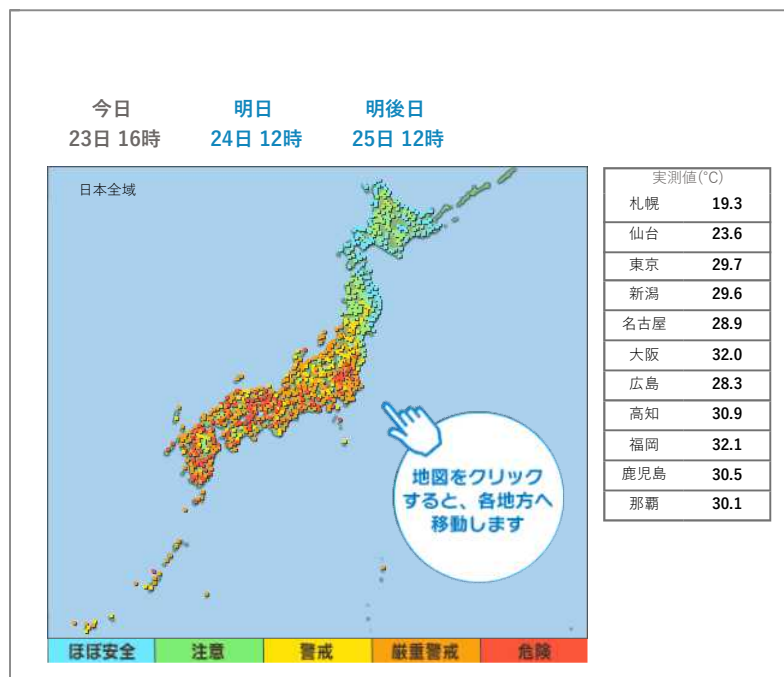 今日 明日 明後日
23日 16時 24日 12時 25日 12時
日本全域
地図をクリック
すると、各地方へ
移動します
ほぼ安全 注意 警戒 厳重警戒 危険
実測値(°C)
札幌 19.3
仙台 23.6
東京 29.7
新潟 29.6
名古屋 28.9
大阪 32.0
広島 28.3
高知 30.9
福岡 32.1
鹿児島 30.5
那覇 30.1